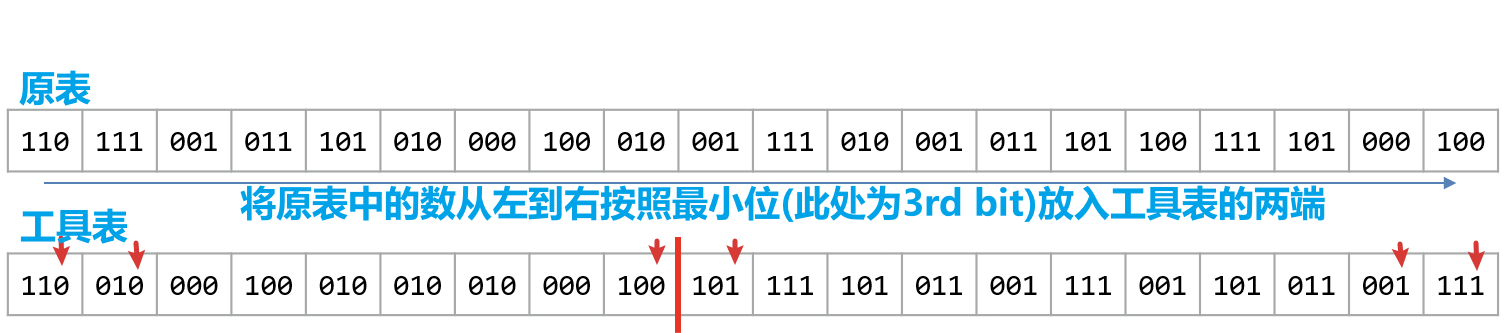 原表
110 111 001 011 101 010 000 100 010 001 111 010 001 011 101 100 111 101 000 100
将原表中的数从左到右按照最小位(此处为3rd bit)放入工具表的两端
工具表
110 010 000 100 010 010 010 000 100 101 111 101 011 001 111 001 101 011 001 111